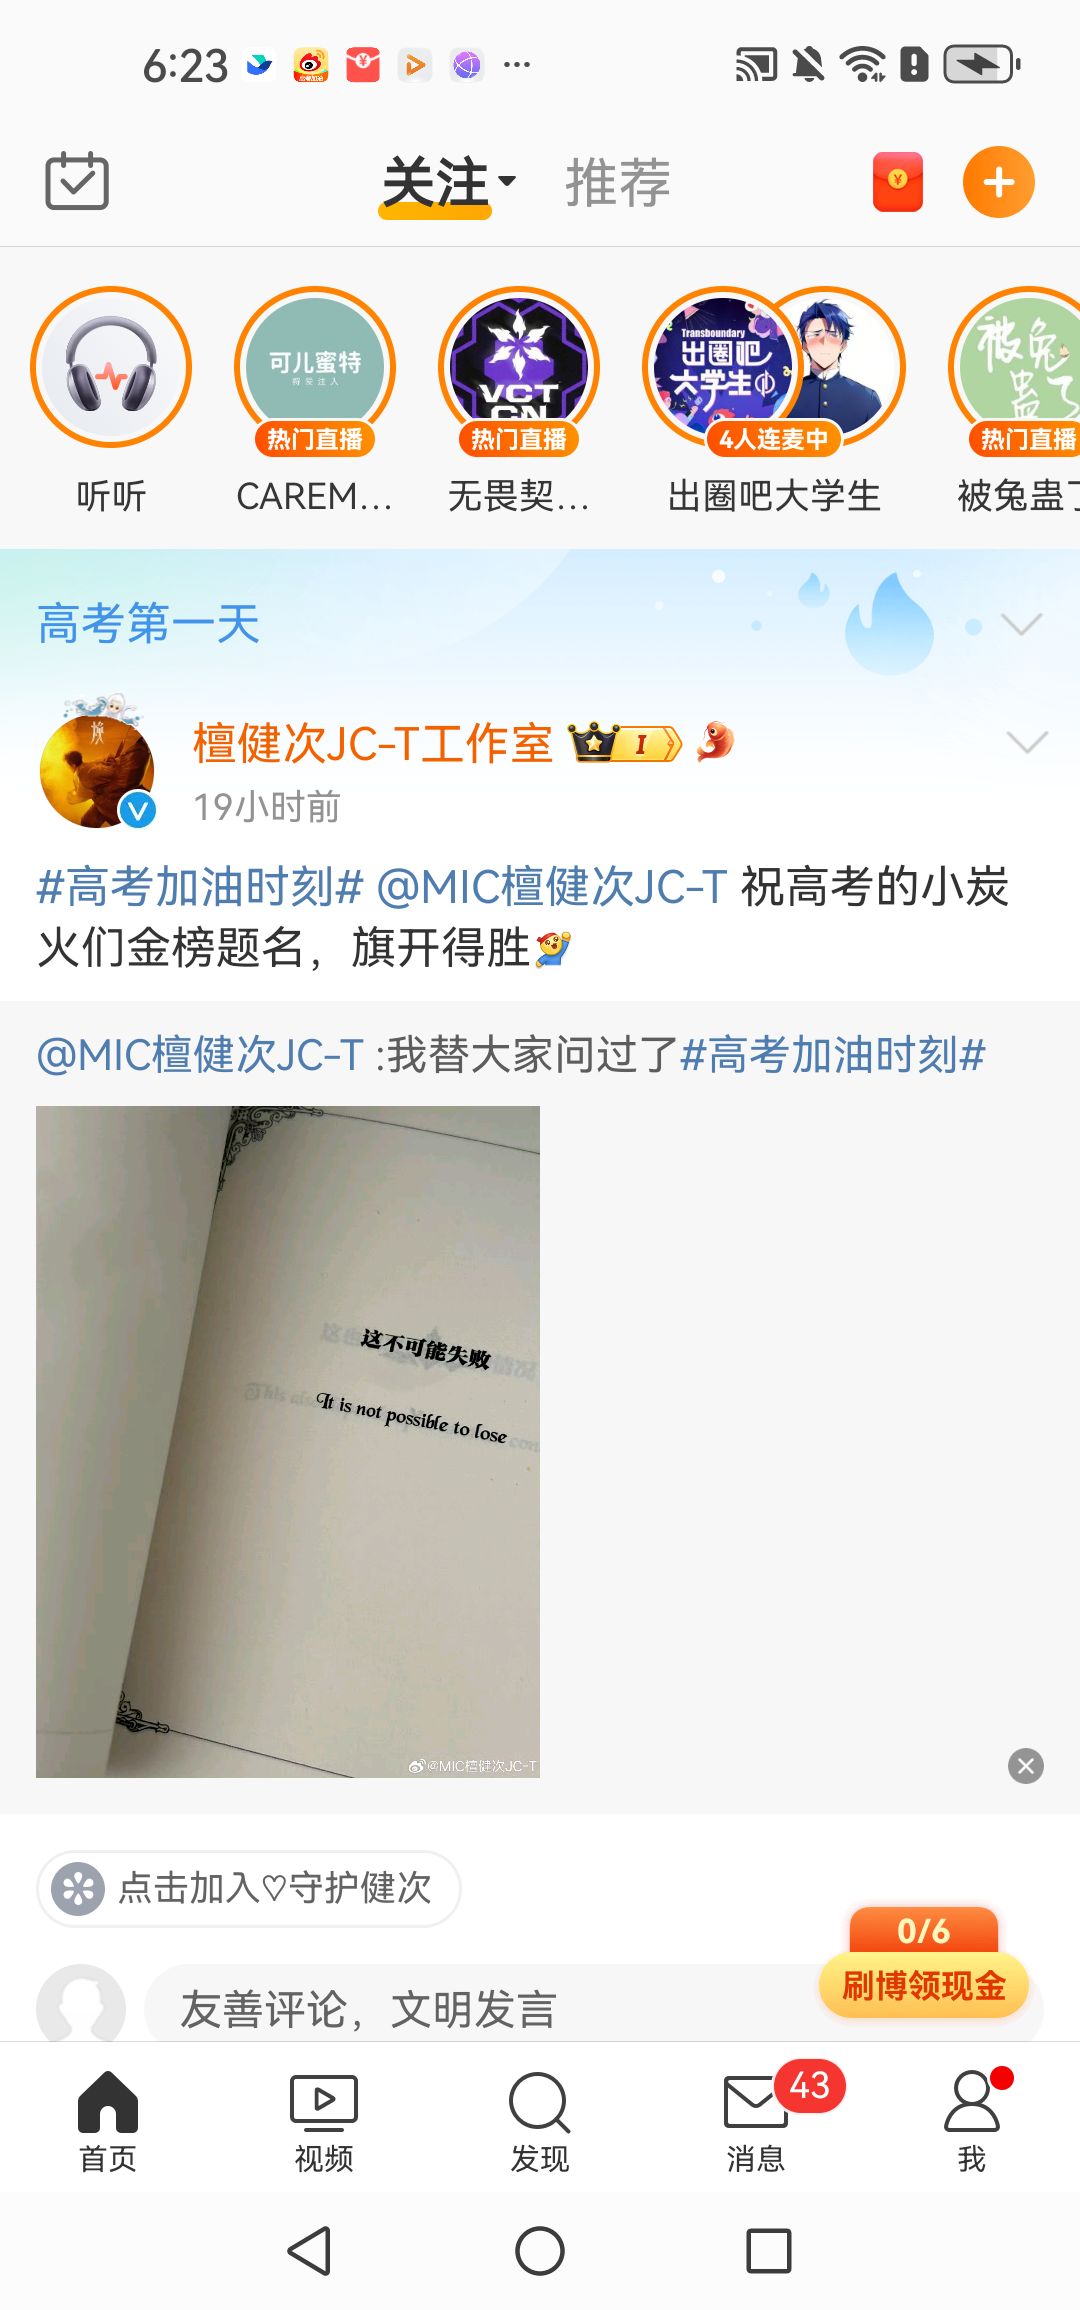 6:23
关注 推荐
可儿蜜特
将爱注入
VCT
CN
Transboundary
出圈吧
大学生
被兔
蛊了
热门直播 热门直播 4人连麦中 热门直播
听听 CAREM... 无畏契... 出圈吧大学生 被兔蛊了
高考第一天
檀健次JC-T工作室 I
19小时前
#高考加油时刻# @MIC檀健次JC-T 祝高考的小炭
火们金榜题名，旗开得胜
@MIC檀健次JC-T :我替大家问过了#高考加油时刻#
这不可能失败
It is not possible to lose
@MIC檀健次JC-T
点击加入♡守护健次
0/6
刷博领现金
友善评论，文明发言
43
首页 视频 发现 消息 我